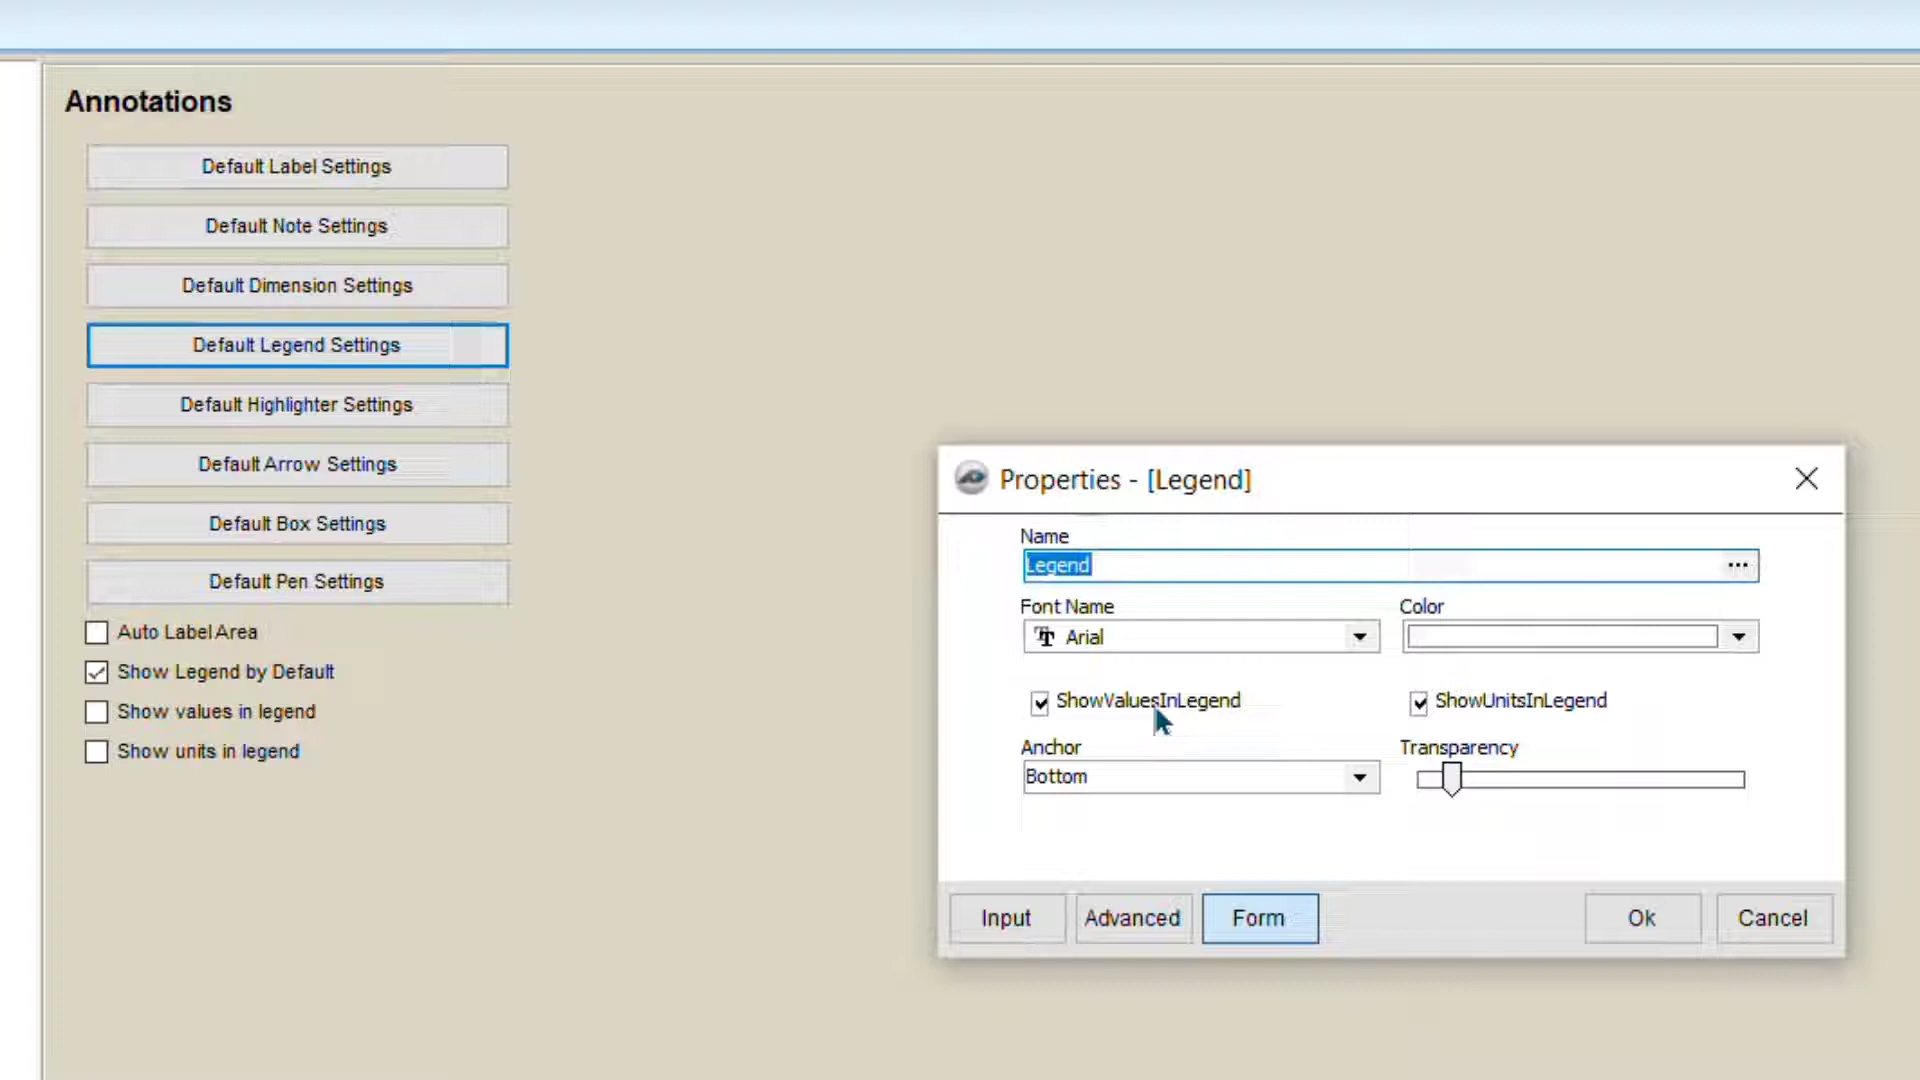 Annotations
Default Label Settings
Default Note Settings
Default Dimension Settings
Default Legend Settings
Default Highlighter Settings
Default Arrow Settings
Default Box Settings
Default Pen Settings
Auto Label Area
Show Legend by Default
Show values in legend
Show units in legend
Properties - [Legend]
Name
Legend
...
Font Name
Color
Arial
ShowValuesInLegend
ShowUnitsInLegend
Anchor
Transparency
Bottom
Input
Advanced
Form
Ok
Cancel